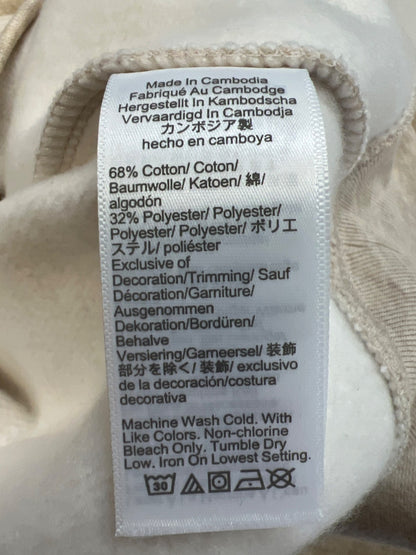 Made In Cambodia
Fabriqué Au Cambodge
Hergestellt In Kambodscha
Vervaardigd In Cambodja
カンボジア製
hecho en camboya
68% Cotton/ Coton/
Baumwolle/ Katoen/ 綿/
algodón
32% Polyester/ Polyester/
Polyester/ Polyester/ ポリエ
ステル/ poliéster
Exclusive of
Decoration/Trimming/ Sauf
Décoration/Garniture/
Ausgenommen
Dekoration/Bordüren/
Behalve
Versiering/Garneersel/ 装飾
部分を除く/ 装飾/ exclusivo
de la decoración/costura
decorativa
Machine Wash Cold. With
Like Colors. Non-chlorine
Bleach Only. Tumble Dry
Low. Iron On Lowest Setting.
30